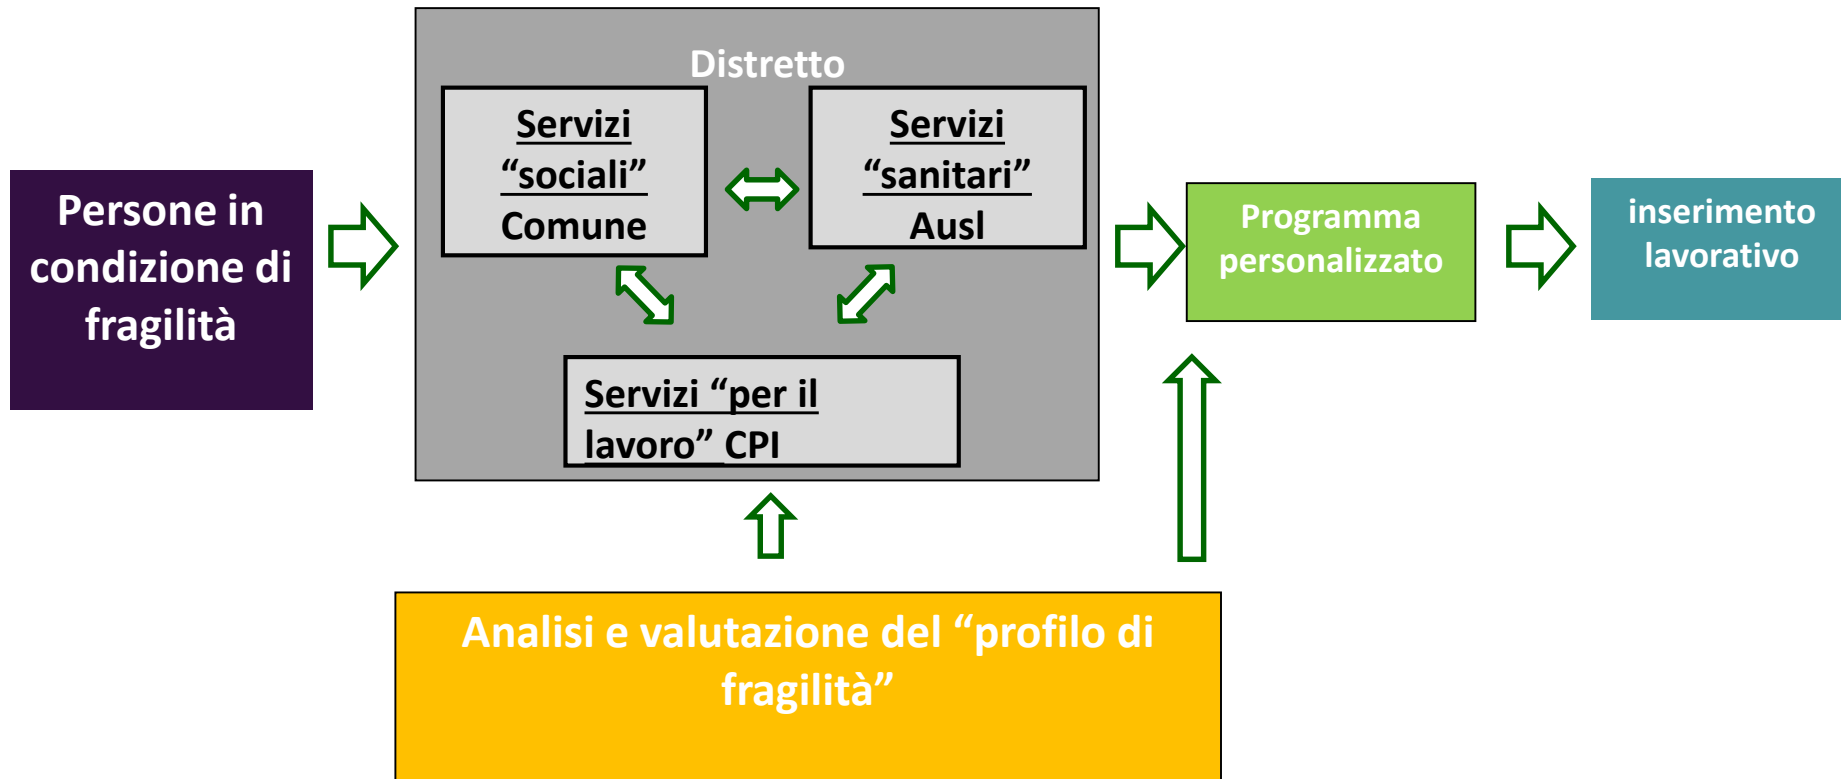 Distretto
Servizi
“sociali”
Comune
Servizi
“sanitari”
Ausl
Persone in
condizione di
fragilità
Programma
personalizzato
inserimento
lavorativo
Servizi “per il
lavoro” CPI
Analisi e valutazione del “profilo di
fragilità”